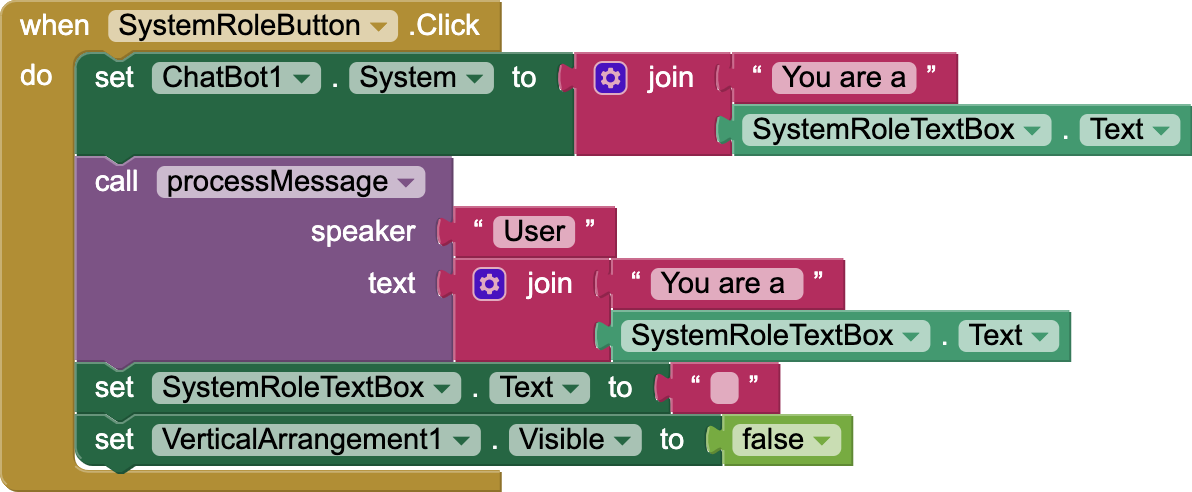 when SystemRoleButton .Click
do set ChatBot1 . System to join “ You are a ”
SystemRoleTextBox . Text
call processMessage
speaker “ User ”
text join “ You are a ”
SystemRoleTextBox . Text
set SystemRoleTextBox . Text to “ ”
set VerticalArrangement1 . Visible to false